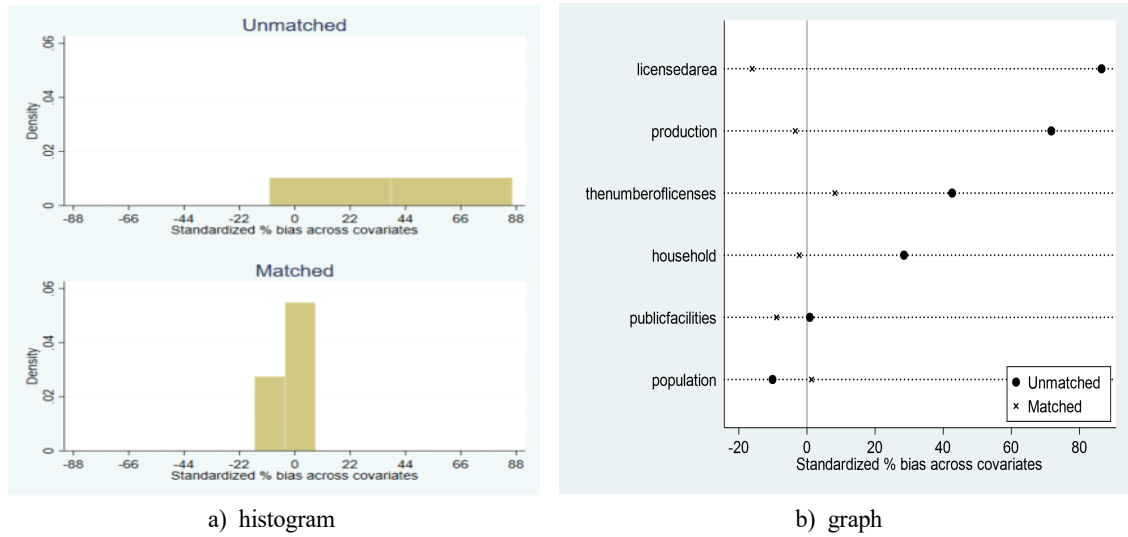 Unmatched
Density
0
.02
.04
.06
-88 -66 -44 -22 0 22 44 66 88
Standardized % bias across covariates
Matched
Density
0
.02
.04
.06
-88 -66 -44 -22 0 22 44 66 88
Standardized % bias across covariates
a) histogram
licensedarea
production
thenumberoflicenses
household
publicfacilities
population
Unmatched
Matched
-20 0 20 40 60 80
Standardized % bias across covariates
b) graph